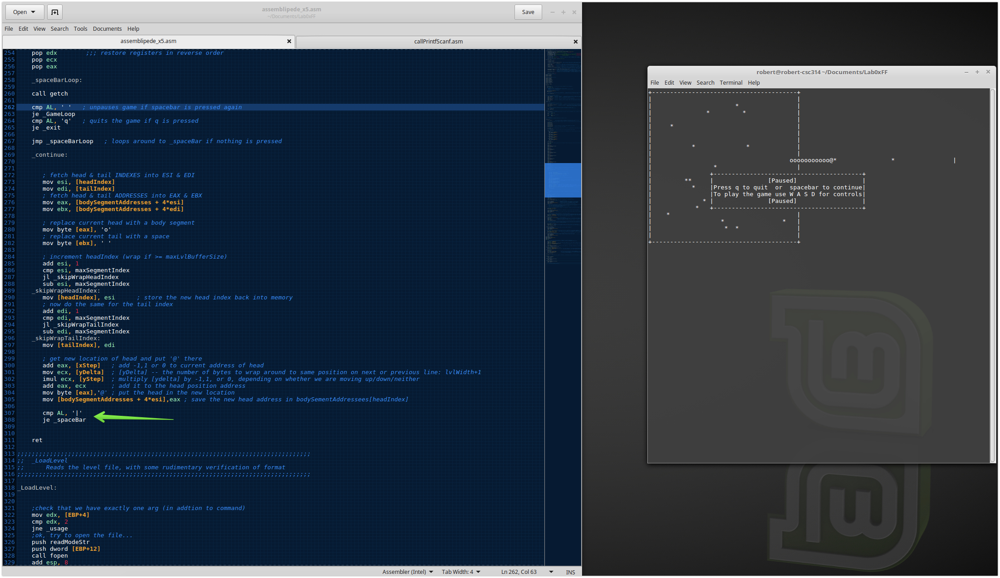 Open
assemblipede_x5.asm
~/Documents/Lab0xFF
Save
File Edit View Search Tools Documents Help
assemblipede_x5.asm
callPrintfScanf.asm
254 pop edx ;;; restore registers in reverse order
255 pop ecx
256 pop eax
257
258 _spaceBarLoop:
259
260 call getch
261
262 cmp AL, ' ' ; unpauses game if spacebar is pressed again
263 je _GameLoop
264 cmp AL, 'q' ; quits the game if q is pressed
265 je _exit
266
267 jmp _spaceBarLoop ; loops around to _spaceBar if nothing is pressed
268
269 _continue:
270
271
272 ; fetch head & tail INDEXES into ESI & EDI
273 mov esi, [headIndex]
274 mov edi, [tailIndex]
275 ; fetch head & tail ADDRESSES into EAX & EBX
276 mov eax, [bodySegmentAddresses + 4*esi]
277 mov ebx, [bodySegmentAddresses + 4*edi]
278
279 ; replace current head with a body segment
280 mov byte [eax], 'o'
281 ; replace current tail with a space
282 mov byte [ebx], ' '
283
284 ; increment headIndex (wrap if >= maxLvlBufferSize)
285 add esi, 1
286 cmp esi, maxSegmentIndex
287 jl _skipWrapHeadIndex
288 sub esi, maxSegmentIndex
289 _skipWrapHeadIndex:
290 mov [headIndex], esi ; store the new head index back into memory
291 ; now do the same for the tail index
292 add edi, 1
293 cmp edi, maxSegmentIndex
294 jl _skipWrapTailIndex
295 sub edi, maxSegmentIndex
296 _skipWrapTailIndex:
297 mov [tailIndex], edi
298
299 ; get new location of head and put '@' there
300 add eax, [xStep] ; add -1,1 or 0 to current address of head
301 mov ecx, [yDelta] ; [yDelta] -- the number of bytes to wrap around to same position on next or previous line: lvlWidth+1
302 imul ecx, [yStep] ; multiply [ydelta] by -1,1, or 0, depending on whether we are moving up/down/neither
303 add eax, ecx ; add it to the head position address
304 mov byte [eax],'@' ; put the head in the new location
305 mov [bodySegmentAddresses + 4*esi],eax ; save the new head address in bodySementAddressees[headIndex]
306
307 cmp AL, '|'
308 je _spaceBar
309
310
311 ret
312
313 ;;;;;;;;;;;;;;;;;;;;;;;;;;;;;;;;;;;;;;;;;;;;;;;;;;;;;;;;;;;;;;;;;;;;;;;;;;;;;;;;;
314 ;; _LoadLevel
315 ;; Reads the level file, with some rudimentary verification of format
316 ;;;;;;;;;;;;;;;;;;;;;;;;;;;;;;;;;;;;;;;;;;;;;;;;;;;;;;;;;;;;;;;;;;;;;;;;;;;;;;;;;
317
318 _LoadLevel:
319
320
321 ;check that we have exactly one arg (in addtion to command)
322 mov edx, [EBP+4]
323 cmp edx, 2
324 jne _usage
325 ;ok, try to open the file...
326 push readModeStr
327 push dword [EBP+12]
328 call fopen
329 add esp, 8
Assembler (Intel) Tab Width: 4 Ln 262, Col 63 INS
robert@robert-csc314 ~/Documents/Lab0xFF
File Edit View Search Terminal Help
ooooooooooo@* * |
[Paused]
|Press q to quit or spacebar to continue|
|To play the game use W A S D for controls|
[Paused]